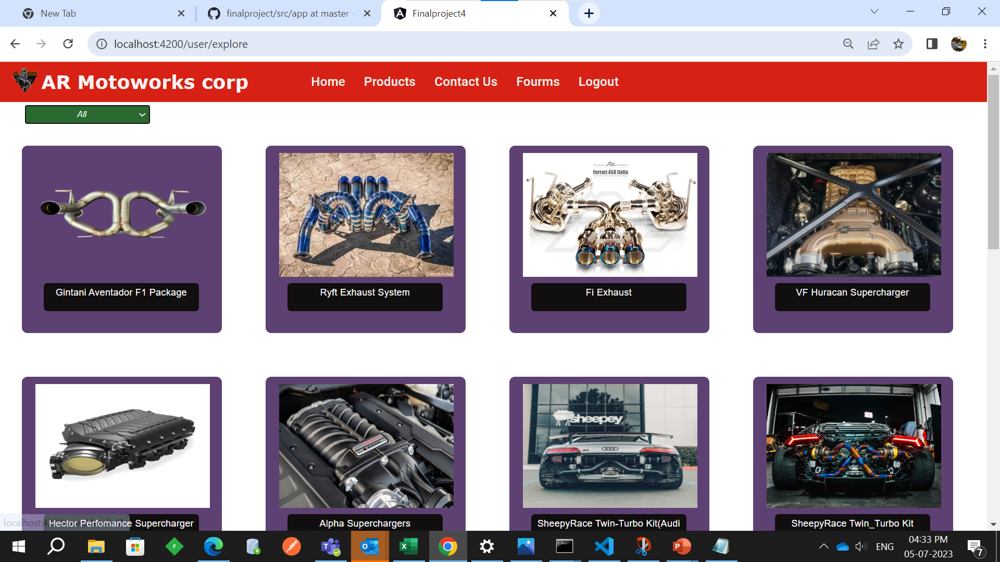 New Tab
finalproject/src/app at master
Finalproject4
localhost:4200/user/explore
AR Motoworks corp
Home
Products
Contact Us
Fourms
Logout
All
Ferrari 458 Italia
Gintani Aventador F1 Package
Ryft Exhaust System
Fi Exhaust
VF Huracan Supercharger
sheepey
ROUSH
Hector Perfomance Supercharger
Alpha Superchargers
SheepyRace Twin-Turbo Kit(Audi
SheepyRace Twin_Turbo Kit
ENG
04:33 PM
05-07-2023
7